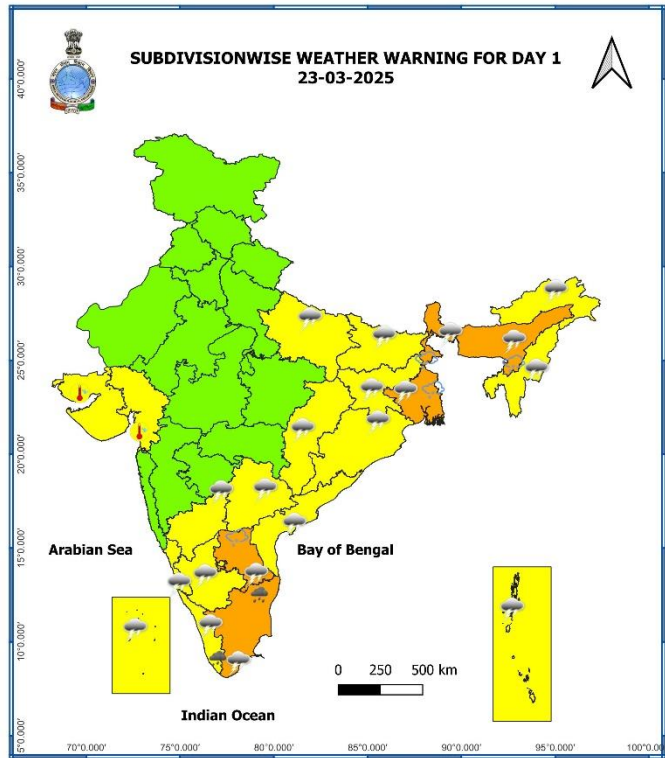 SUBDIVISIONWISE WEATHER WARNING FOR DAY 1
23-03-2025
40°0.000'
35°0.000'
30°0.000'
25°0.000'
20°0.000'
15°0.000'
10°0.000'
5°0.000'
Arabian Sea
Bay of Bengal
0 250 500 km
Indian Ocean
70°0.000' 75°0.000' 80°0.000' 85°0.000' 90°0.000' 95°0.000' 100°0.000'